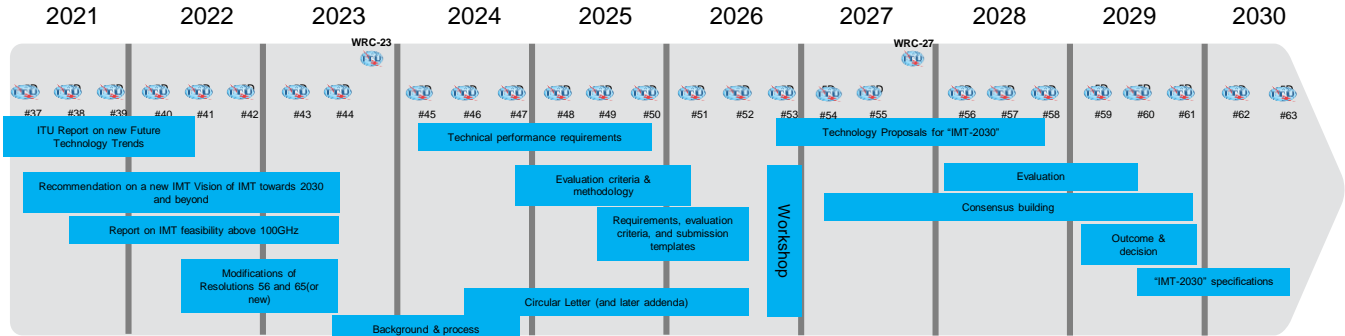 2021 2022 2023 2024 2025 2026 2027 2028 2029 2030
WRC-23 WRC-27
#37 #38 #39 #40 #41 #42 #43 #44 #45 #46 #47 #48 #49 #50 #51 #52 #53 #54 #55 #56 #57 #58 #59 #60 #61 #62 #63
ITU Report on new Future
Technology Trends
Technical performance requirements
Technology Proposals for “IMT-2030”
Recommendation on a new IMT Vision of IMT towards 2030
and beyond
Evaluation criteria &
methodology
Evaluation
Consensus building
Report on IMT feasibility above 100GHz
Requirements, evaluation
criteria, and submission
templates
Workshop
Outcome &
decision
Modifications of
Resolutions 56 and 65(or
new)
“IMT-2030” specifications
Circular Letter (and later addenda)
Background & process